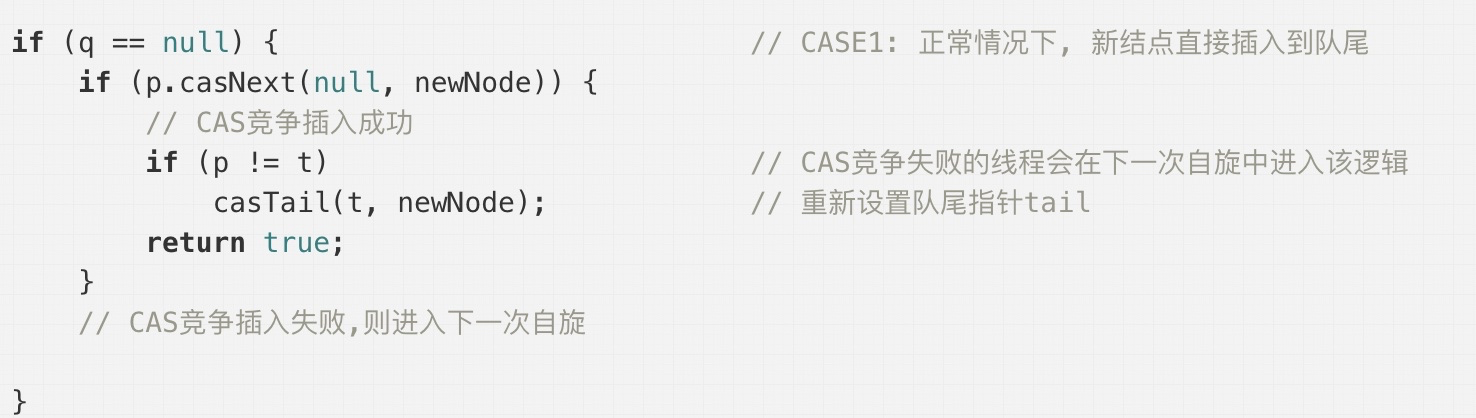 if (q == null) { // CASE1: 正常情况下, 新结点直接插入到队尾
if (p.casNext(null, newNode)) {
// CAS竞争插入成功
if (p != t) // CAS竞争失败的线程会在下一次自旋中进入该逻辑
casTail(t, newNode); // 重新设置队尾指针tail
return true;
}
// CAS竞争插入失败,则进入下一次自旋
}